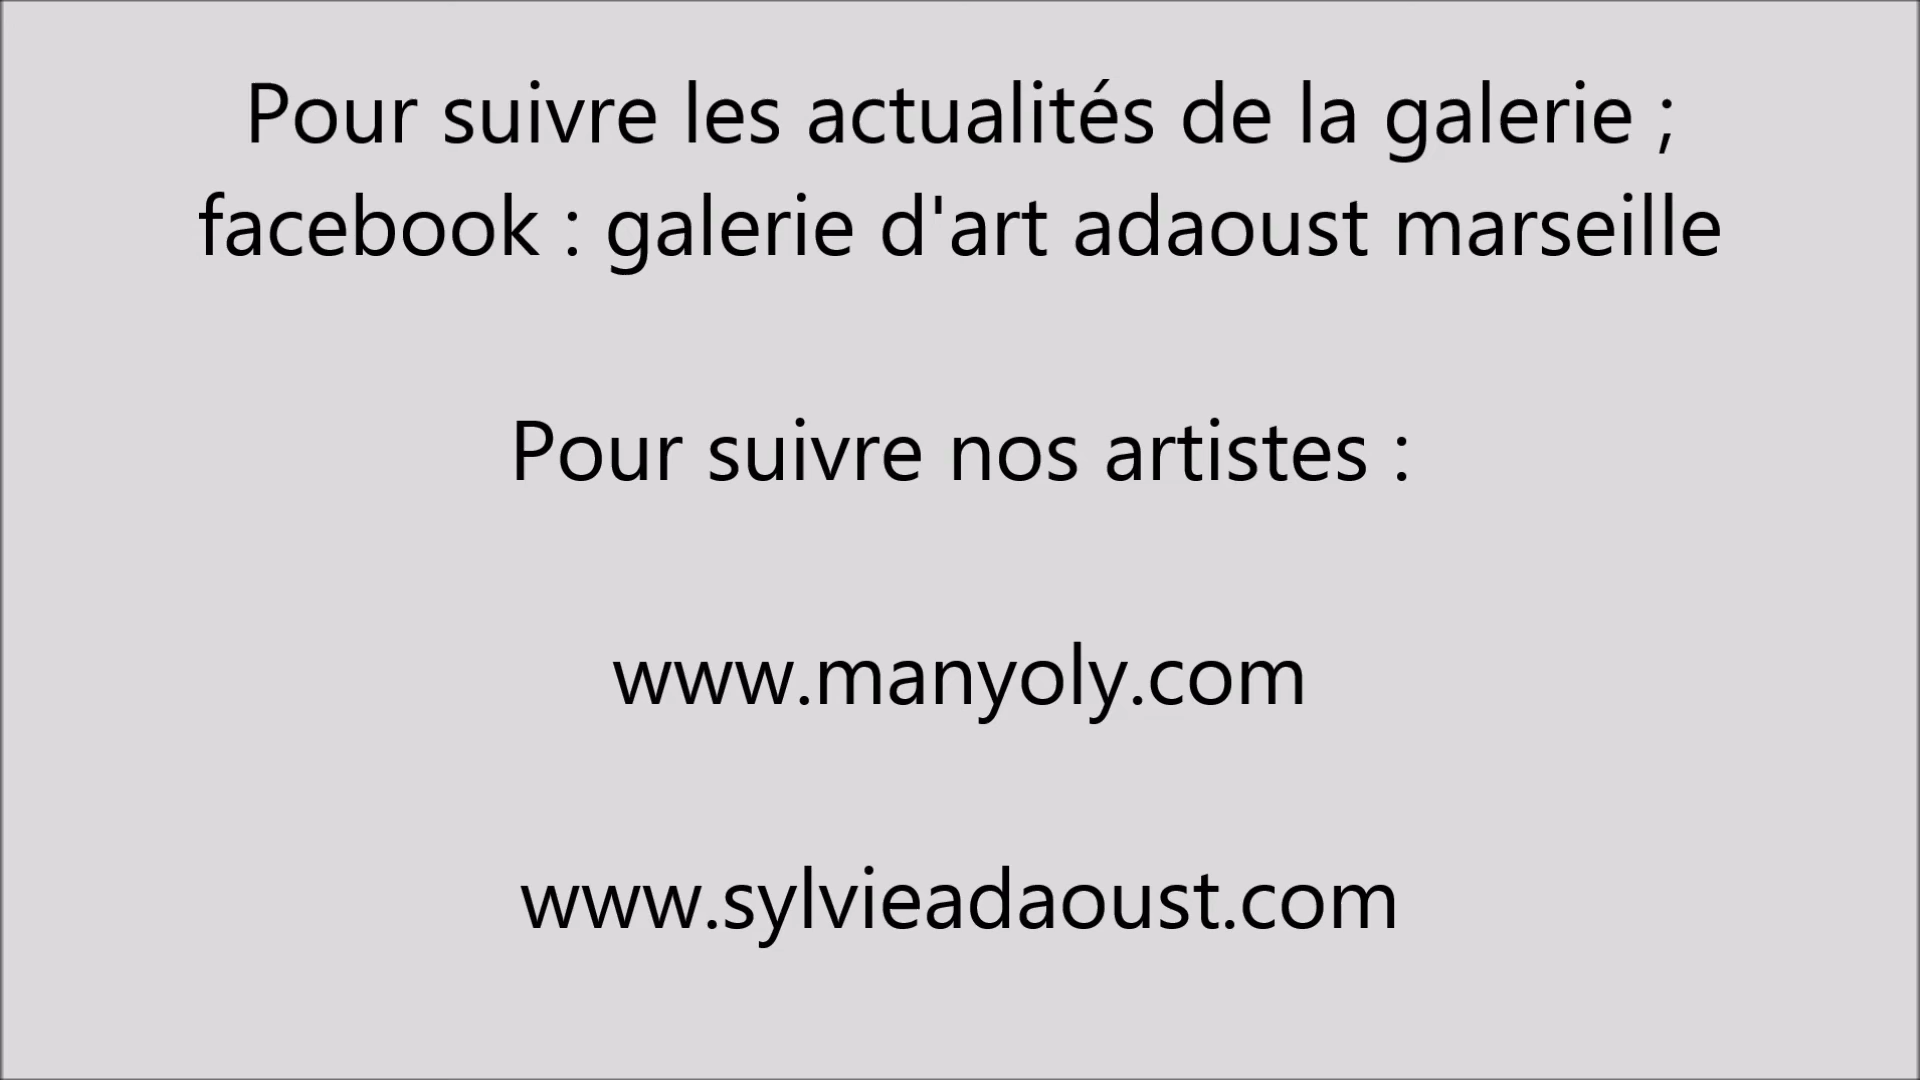 Pour suivre les actualités de la galerie ;
facebook : galerie d'art adaoust marseille
Pour suivre nos artistes :
www.manyoly.com
www.sylvieadaoust.com